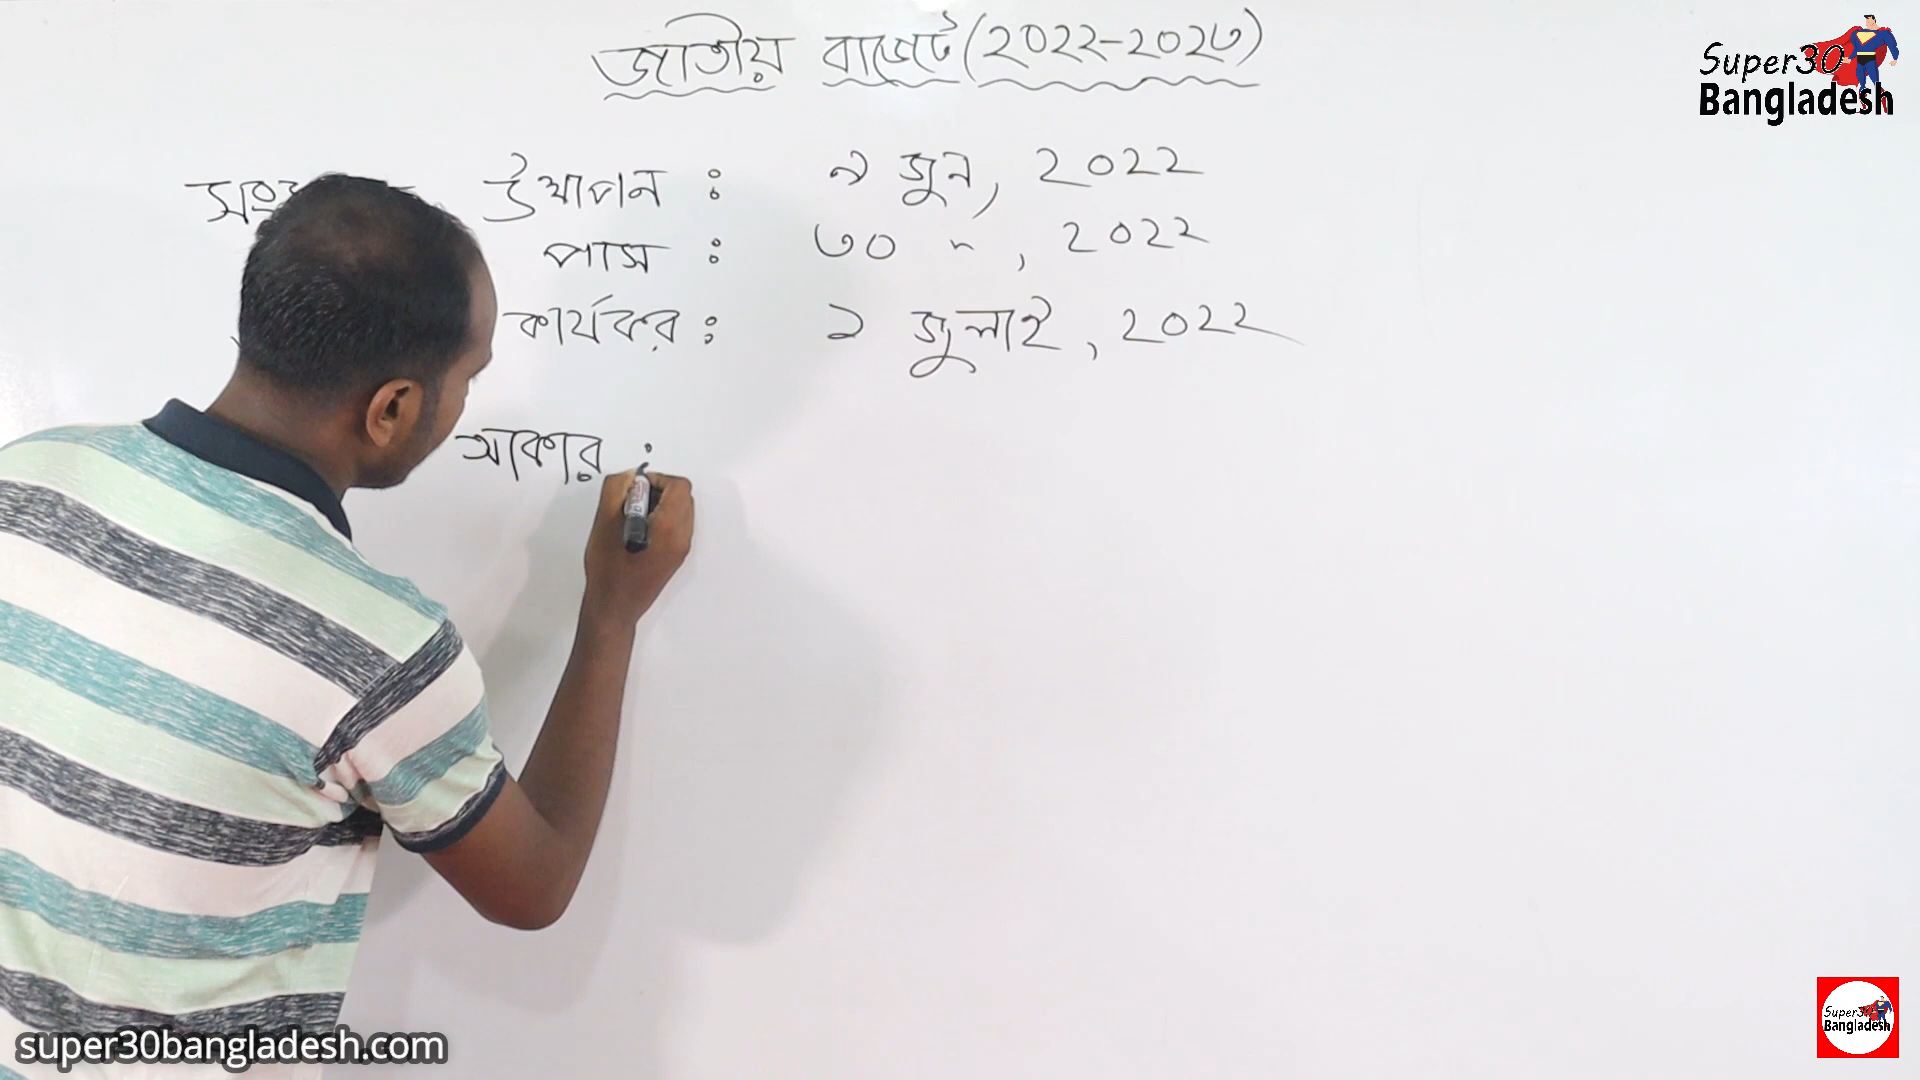 জাতীয় বাজেট (২০২২-২০২৩)
Super30
Bangladesh
উত্থাপন : ৯ জুন, ২০২২
পাস : ৩০ " , ২০২২
কার্যকর : ১ জুলাই, ২০২২
আকার :
Super30
Bangladesh
super30bangladesh.com